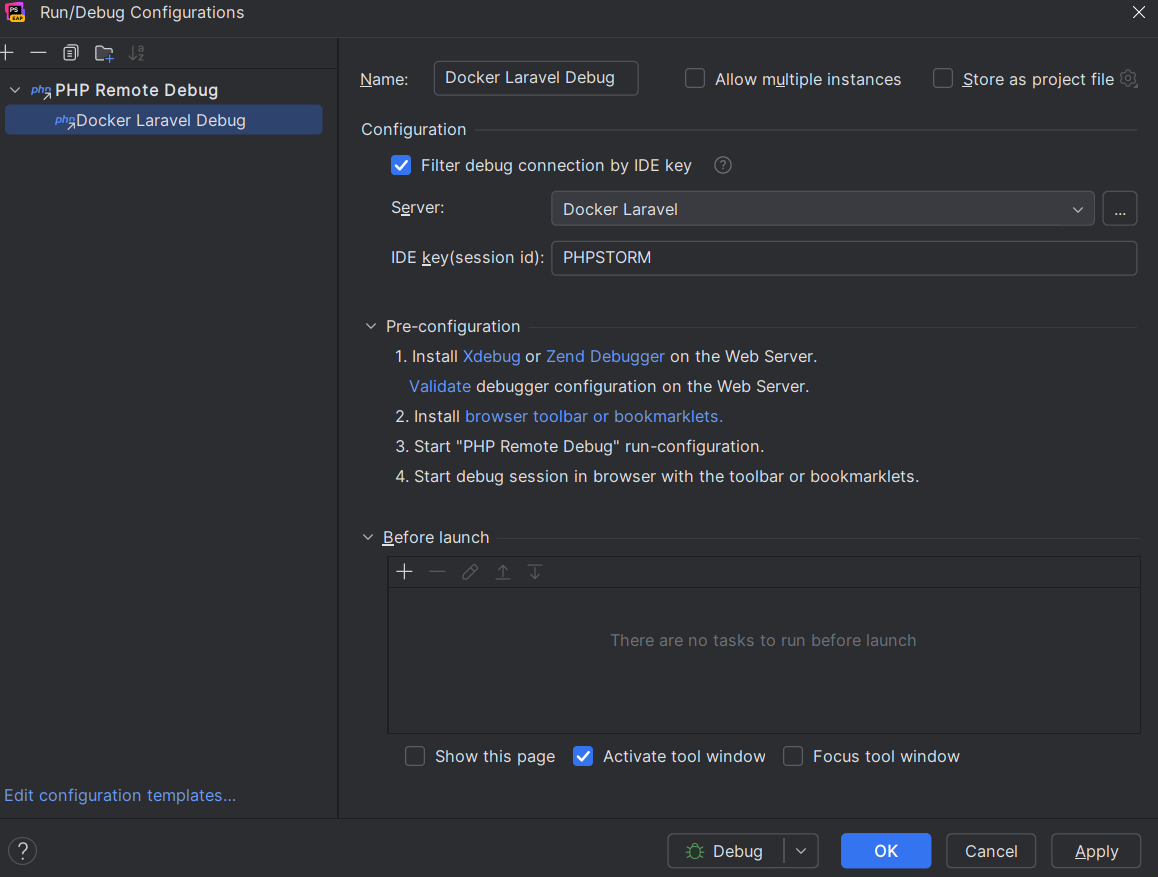 PS
EAP
Run/Debug Configurations
PHP Remote Debug
Docker Laravel Debug
Name:
Docker Laravel Debug
Allow multiple instances
Store as project file
Configuration
Filter debug connection by IDE key
?
Server:
Docker Laravel
...
IDE key(session id):
PHPSTORM
Pre-configuration
1. Install Xdebug or Zend Debugger on the Web Server.
Validate debugger configuration on the Web Server.
2. Install browser toolbar or bookmarklets.
3. Start "PHP Remote Debug" run-configuration.
4. Start debug session in browser with the toolbar or bookmarklets.
Before launch
There are no tasks to run before launch
Show this page
Activate tool window
Focus tool window
Edit configuration templates...
?
Debug
OK
Cancel
Apply